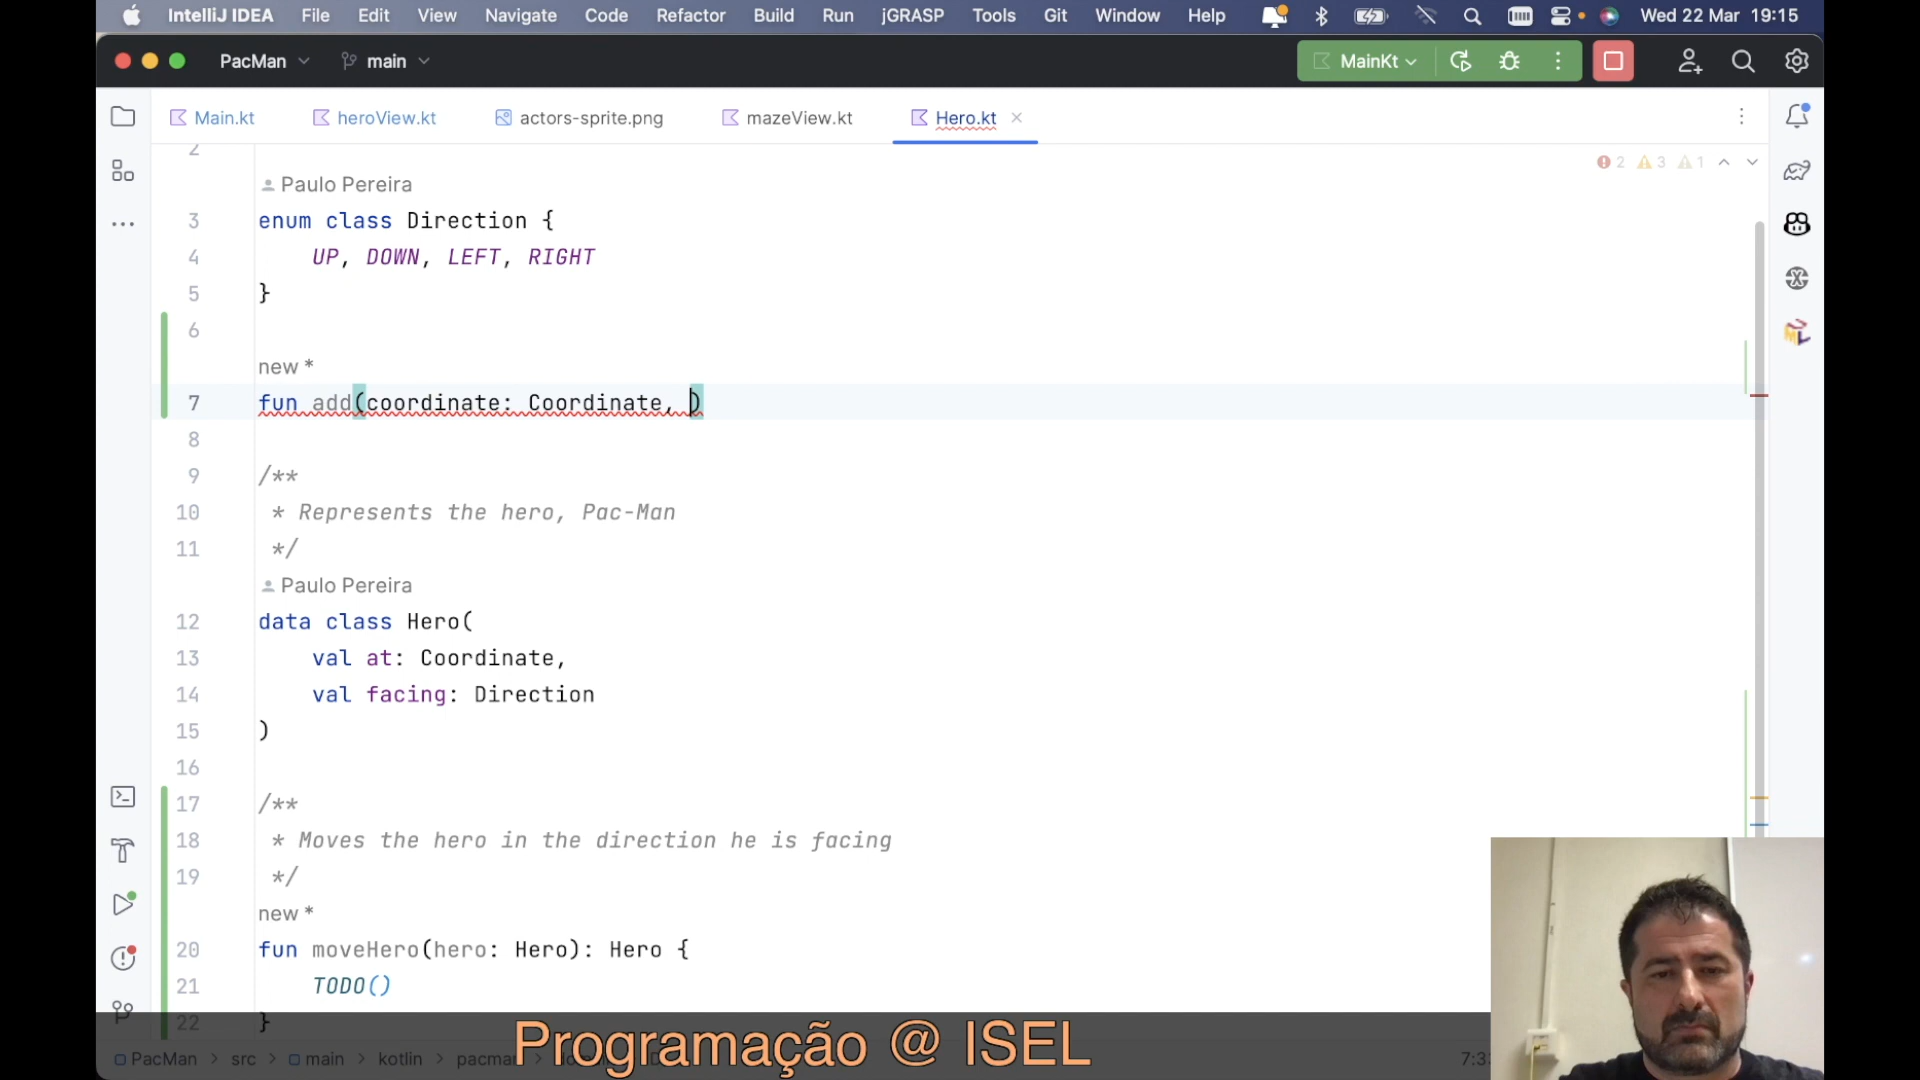 IntelliJ IDEA File Edit View Navigate Code Refactor Build Run jGRASP Tools Git Window Help Wed 22 Mar 19:15
PacMan main MainKt
Main.kt heroView.kt actors-sprite.png mazeView.kt Hero.kt
2 2 3 1
Paulo Pereira
3 enum class Direction {
4 UP, DOWN, LEFT, RIGHT
5 }
6
new *
7 fun add(coordinate: Coordinate, )
8
9 /**
10 * Represents the hero, Pac-Man
11 */
Paulo Pereira
12 data class Hero(
13 val at: Coordinate,
14 val facing: Direction
15 )
16
17 /**
18 * Moves the hero in the direction he is facing
19 */
new *
20 fun moveHero(hero: Hero): Hero {
21 TODO()
22 }
Programação @ ISEL
PacMan > src > main > kotlin > pacman